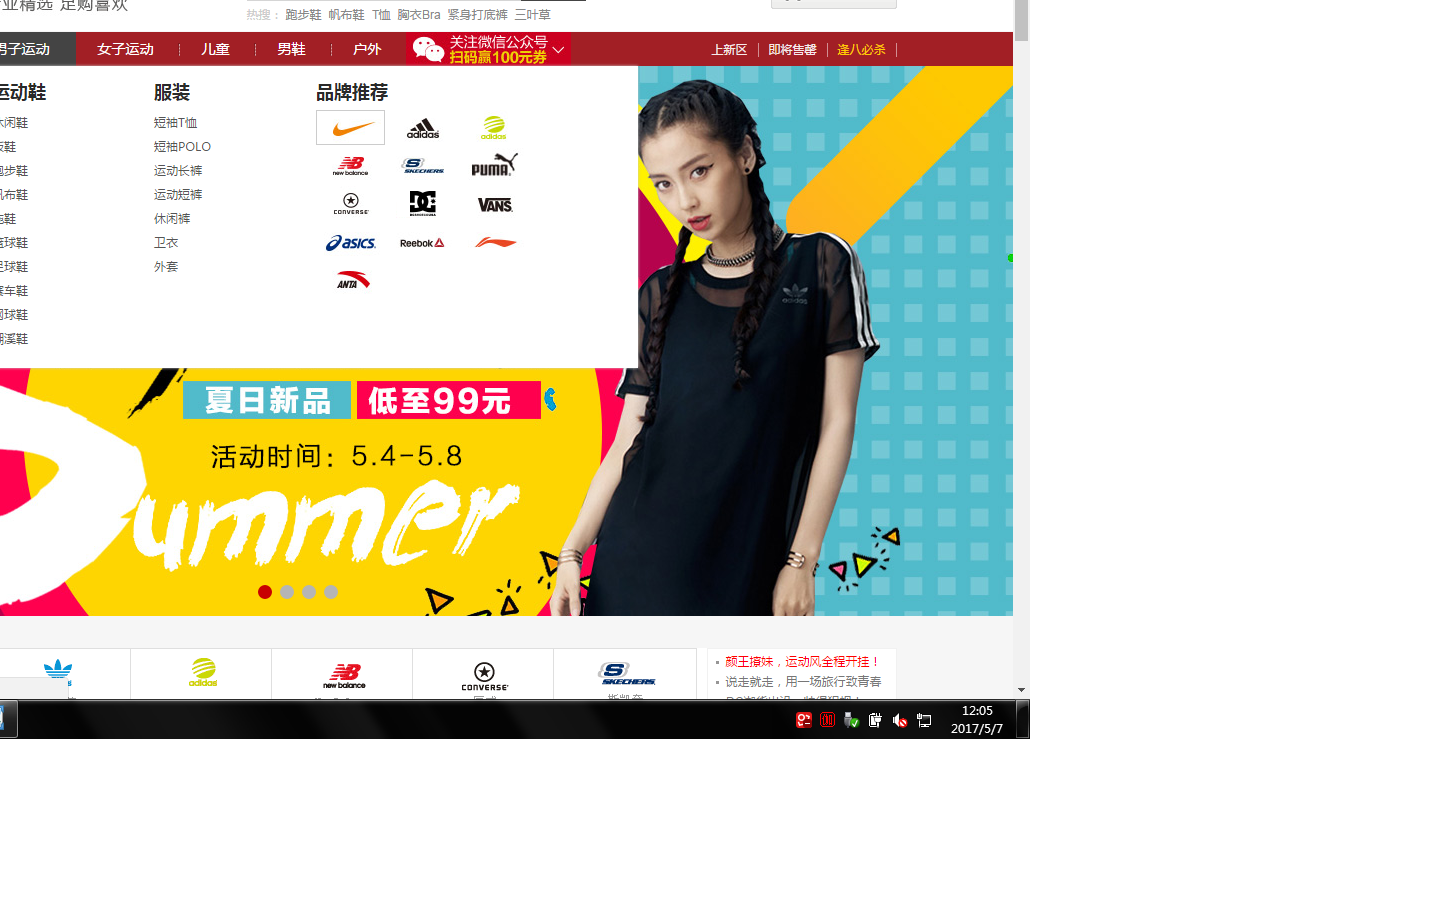 业精选 足购喜欢
热搜： 跑步鞋 帆布鞋 T恤 胸衣Bra 紧身打底裤 三叶草
男子运动 女子运动 儿童 男鞋 户外 关注微信公众号 上新区 即将售罄 逢八必杀
扫码赢100元券
运动鞋 服装 品牌推荐
休闲鞋 短袖T恤 adidas adidas
板鞋 短袖POLO
跑步鞋 运动长裤 NB new balance S SKECHERS PUMA
帆布鞋 运动短裤
拖鞋 休闲裤 CONVERSE DC DCSHOECOUSA VANS
篮球鞋 卫衣 asics Reebok
足球鞋 外套
赛车鞋 ANTA
网球鞋
溯溪鞋
adidas
夏日新品 低至99元
活动时间：5.4-5.8
Summer
adidas NB new balance CONVERSE S SKECHERS
颜王撞妹，运动风全程开挂！
说走就走，用一场旅行致青春
斯凯奇
12:05
2017/5/7